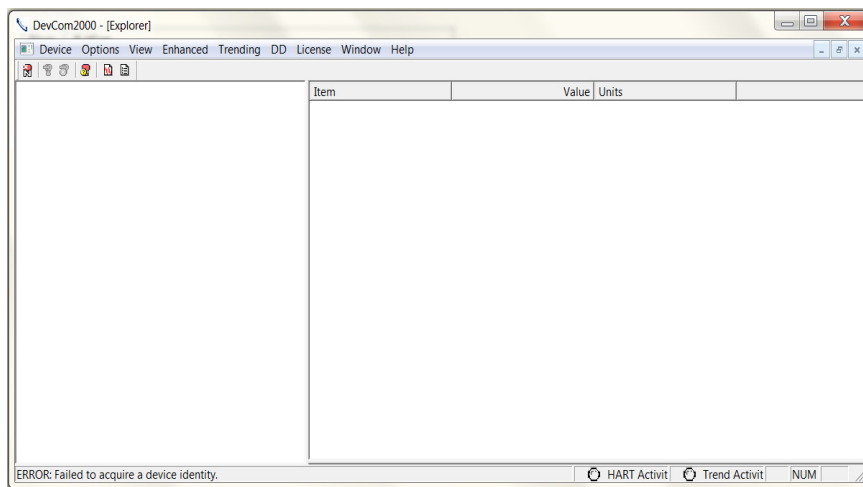 DevCom2000 - [Explorer]
Device Options View Enhanced Trending DD License Window Help
Item Value Units
ERROR: Failed to acquire a device identity. HART Activit Trend Activit NUM